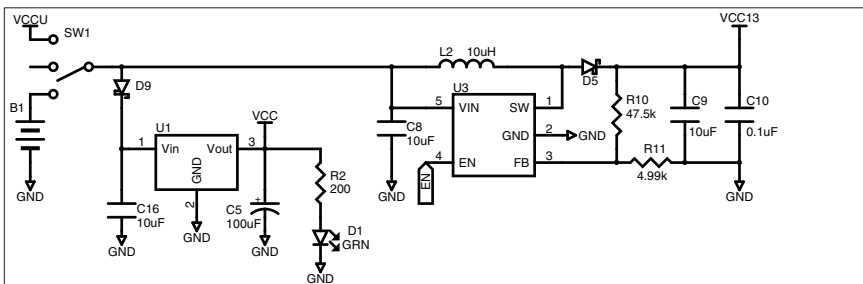 VCCU
SW1
B1
GND
D9
U1
1
Vin
GND
Vout
3
2
GND
C16
10uF
GND
VCC
C5
+
100uF
GND
R2
200
D1
GRN
GND
L2
10uH
U3
5
VIN
SW
1
GND
2
GND
4
EN
FB
3
EN
C8
10uF
GND
D5
R10
47.5k
R11
4.99k
C9
10uF
C10
0.1uF
VCC13
GND